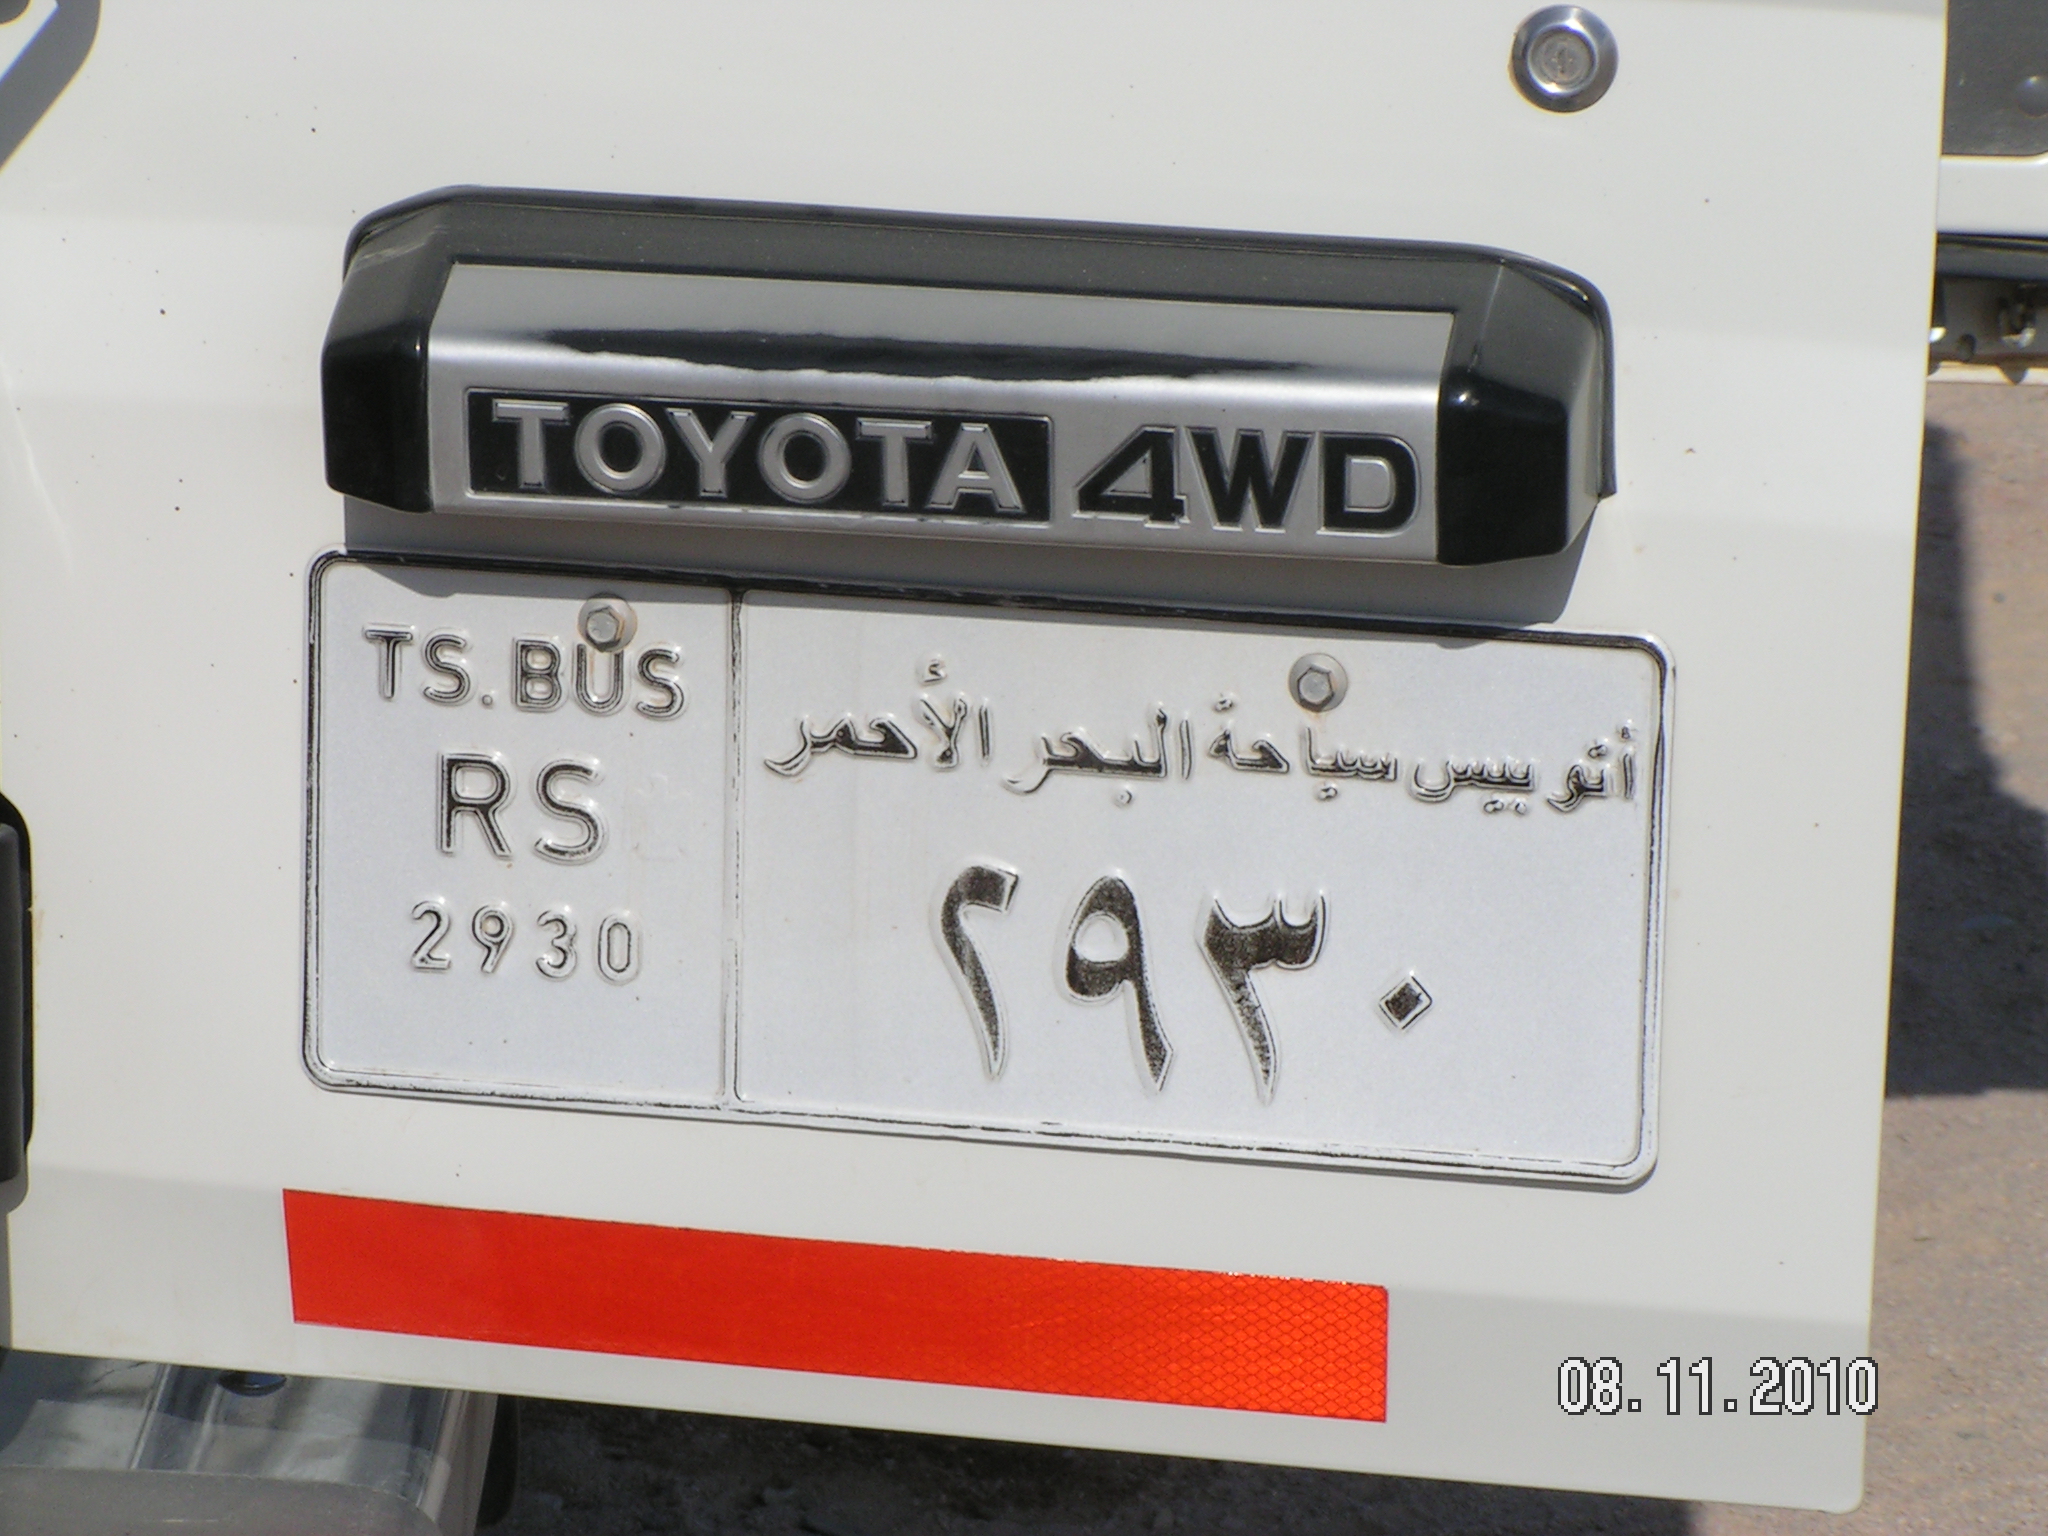 TOYOTA 4WD
TS.BUS
RS
2930
أتوبيس سياحة البحر الأحمر
٢٩٣٠
08.11.2010